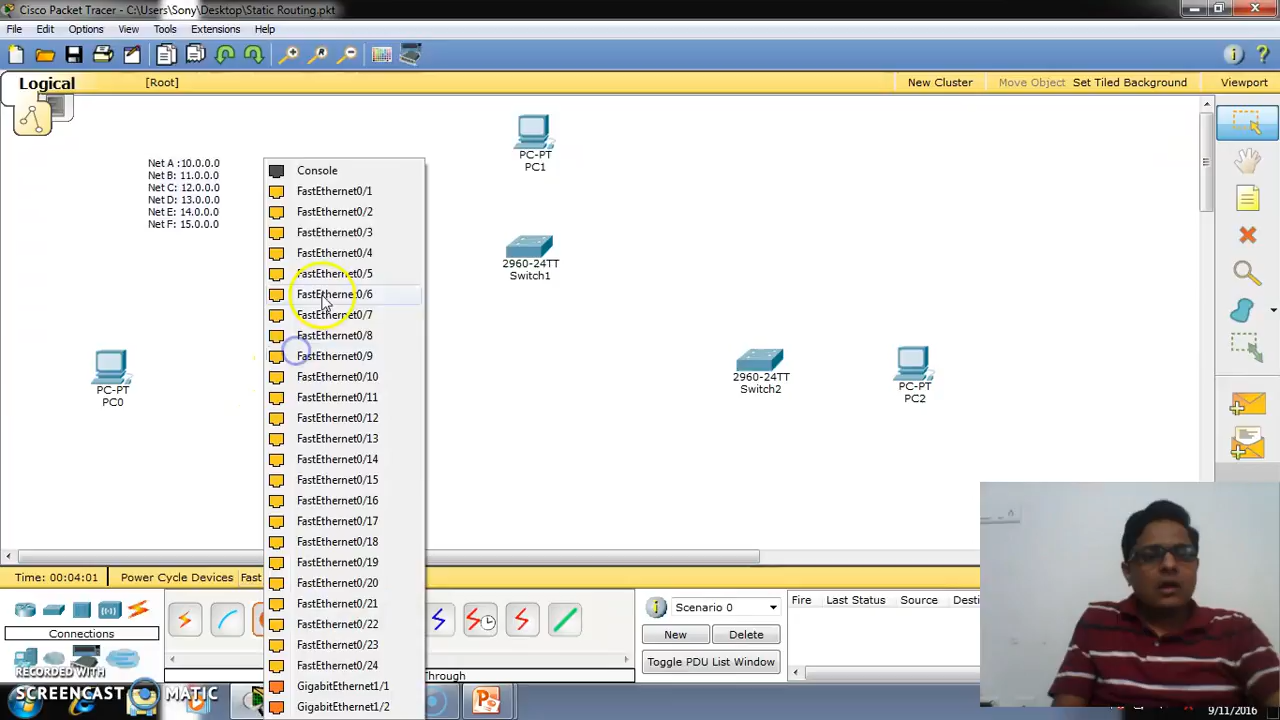 Cisco Packet Tracer - C:\Users\Sony\Desktop\Static Routing.pkt
File Edit Options View Tools Extensions Help
Logical [Root] New Cluster Move Object Set Tiled Background Viewport
Net A :10.0.0.0
Net B: 11.0.0.0
Net C: 12.0.0.0
Net D: 13.0.0.0
Net E: 14.0.0.0
Net F: 15.0.0.0
PC-PT
PC1
2960-24TT
Switch1
PC-PT
PC0
2960-24TT
Switch2
PC-PT
PC2
Console
FastEthernet0/1
FastEthernet0/2
FastEthernet0/3
FastEthernet0/4
FastEthernet0/5
FastEthernet0/6
FastEthernet0/7
FastEthernet0/8
FastEthernet0/9
FastEthernet0/10
FastEthernet0/11
FastEthernet0/12
FastEthernet0/13
FastEthernet0/14
FastEthernet0/15
FastEthernet0/16
FastEthernet0/17
FastEthernet0/18
FastEthernet0/19
FastEthernet0/20
FastEthernet0/21
FastEthernet0/22
FastEthernet0/23
FastEthernet0/24
GigabitEthernet1/1
GigabitEthernet1/2
Time: 00:04:01 Power Cycle Devices Fast
Connections
Through
Scenario 0
New Delete
Toggle PDU List Window
Fire Last Status Source Desti
RECORDED WITH
SCREENCAST MATIC
9/11/2016